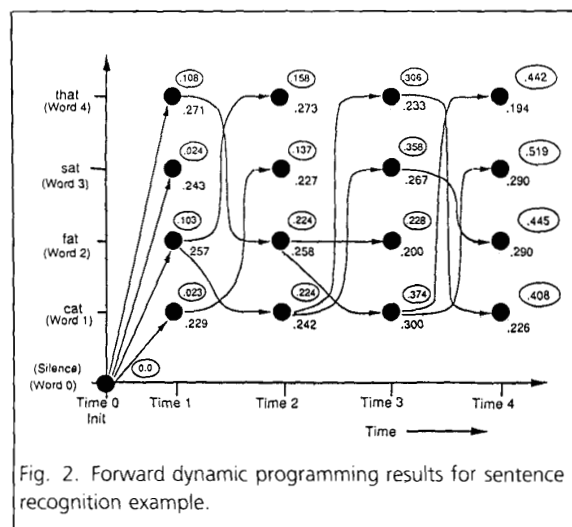 that
(Word 4)
.108
.271
.158
.273
.306
.233
.442
.194
sat
(Word 3)
.024
.243
.137
.227
.358
.267
.519
.290
fat
(Word 2)
.103
.257
.224
.258
.228
.200
.445
.290
cat
(Word 1)
.023
.229
.224
.242
.374
.300
.408
.226
(Silence)
(Word 0)
0.0
Time 0
Init
Time 1
Time 2
Time 3
Time 4
Time
Fig. 2. Forward dynamic programming results for sentence
recognition example.